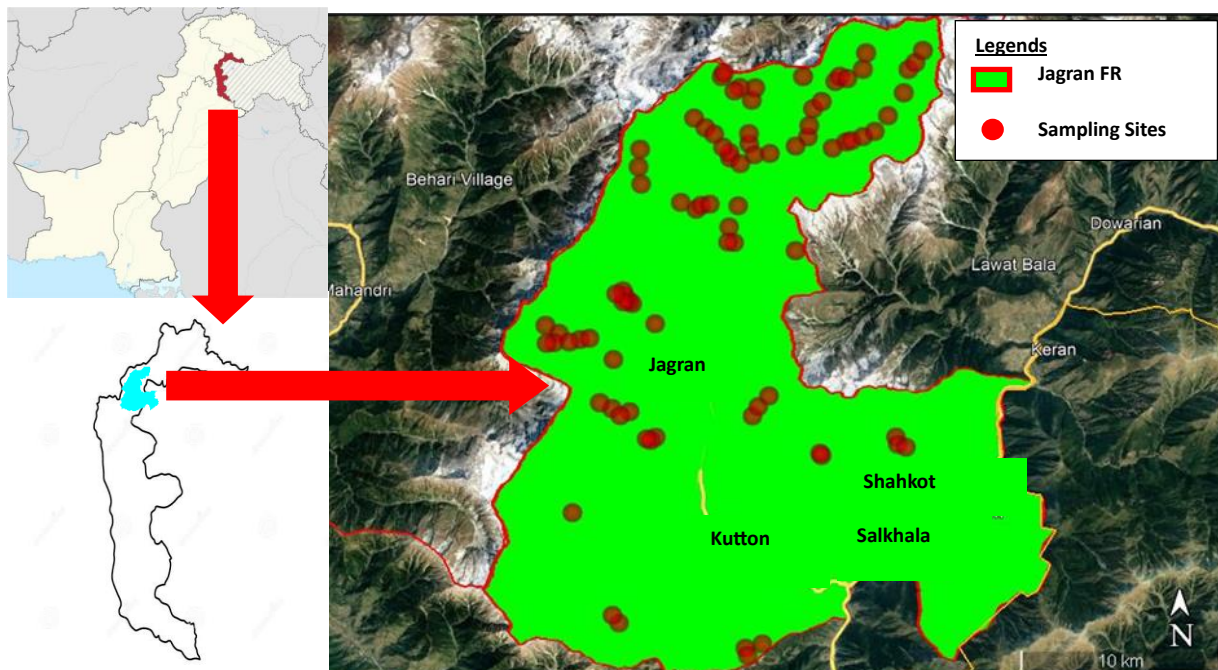 Legends
Jagran FR
Sampling Sites
Behari Village
Dowarian
Lawat Bala
Mahandri
Keran
Jagran
Shahkot
Kutton
Salkhala
N
10 km